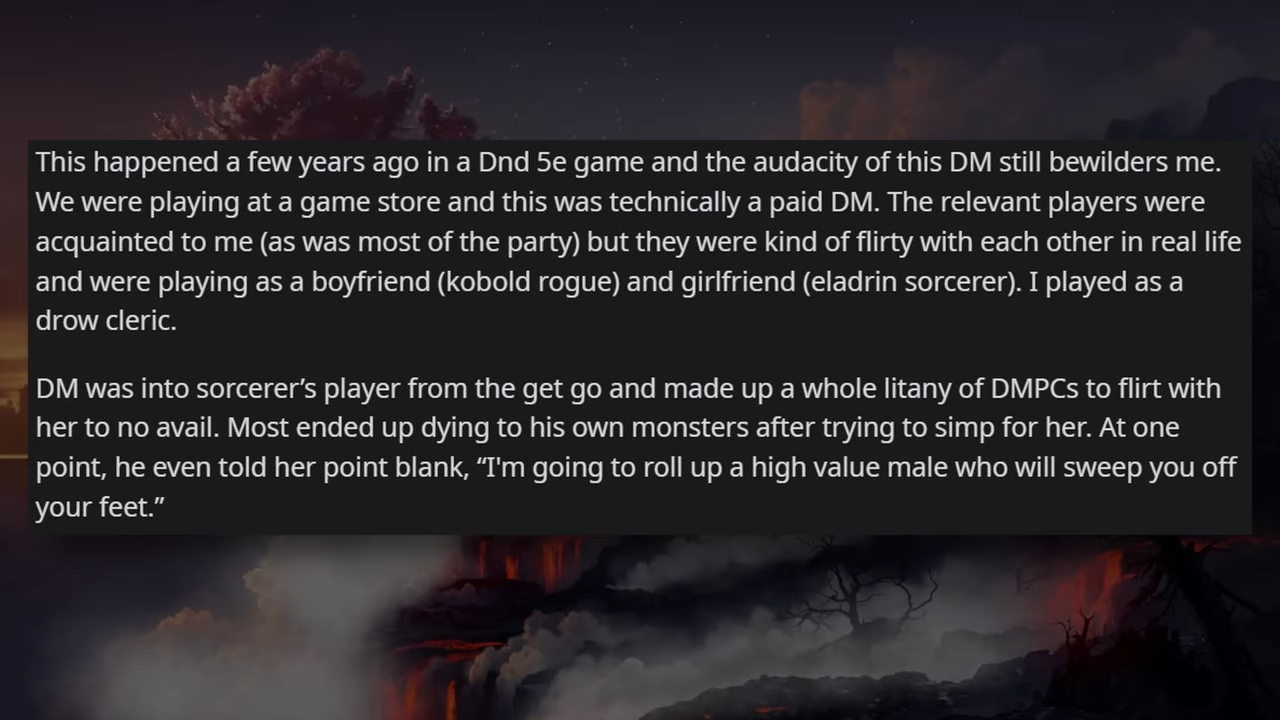 This happened a few years ago in a Dnd 5e game and the audacity of this DM still bewilders me.
We were playing at a game store and this was technically a paid DM. The relevant players were
acquainted to me (as was most of the party) but they were kind of flirty with each other in real life
and were playing as a boyfriend (kobold rogue) and girlfriend (eladrin sorcerer). I played as a
drow cleric.
DM was into sorcerer’s player from the get go and made up a whole litany of DMPCs to flirt with
her to no avail. Most ended up dying to his own monsters after trying to simp for her. At one
point, he even told her point blank, “I'm going to roll up a high value male who will sweep you off
your feet.”